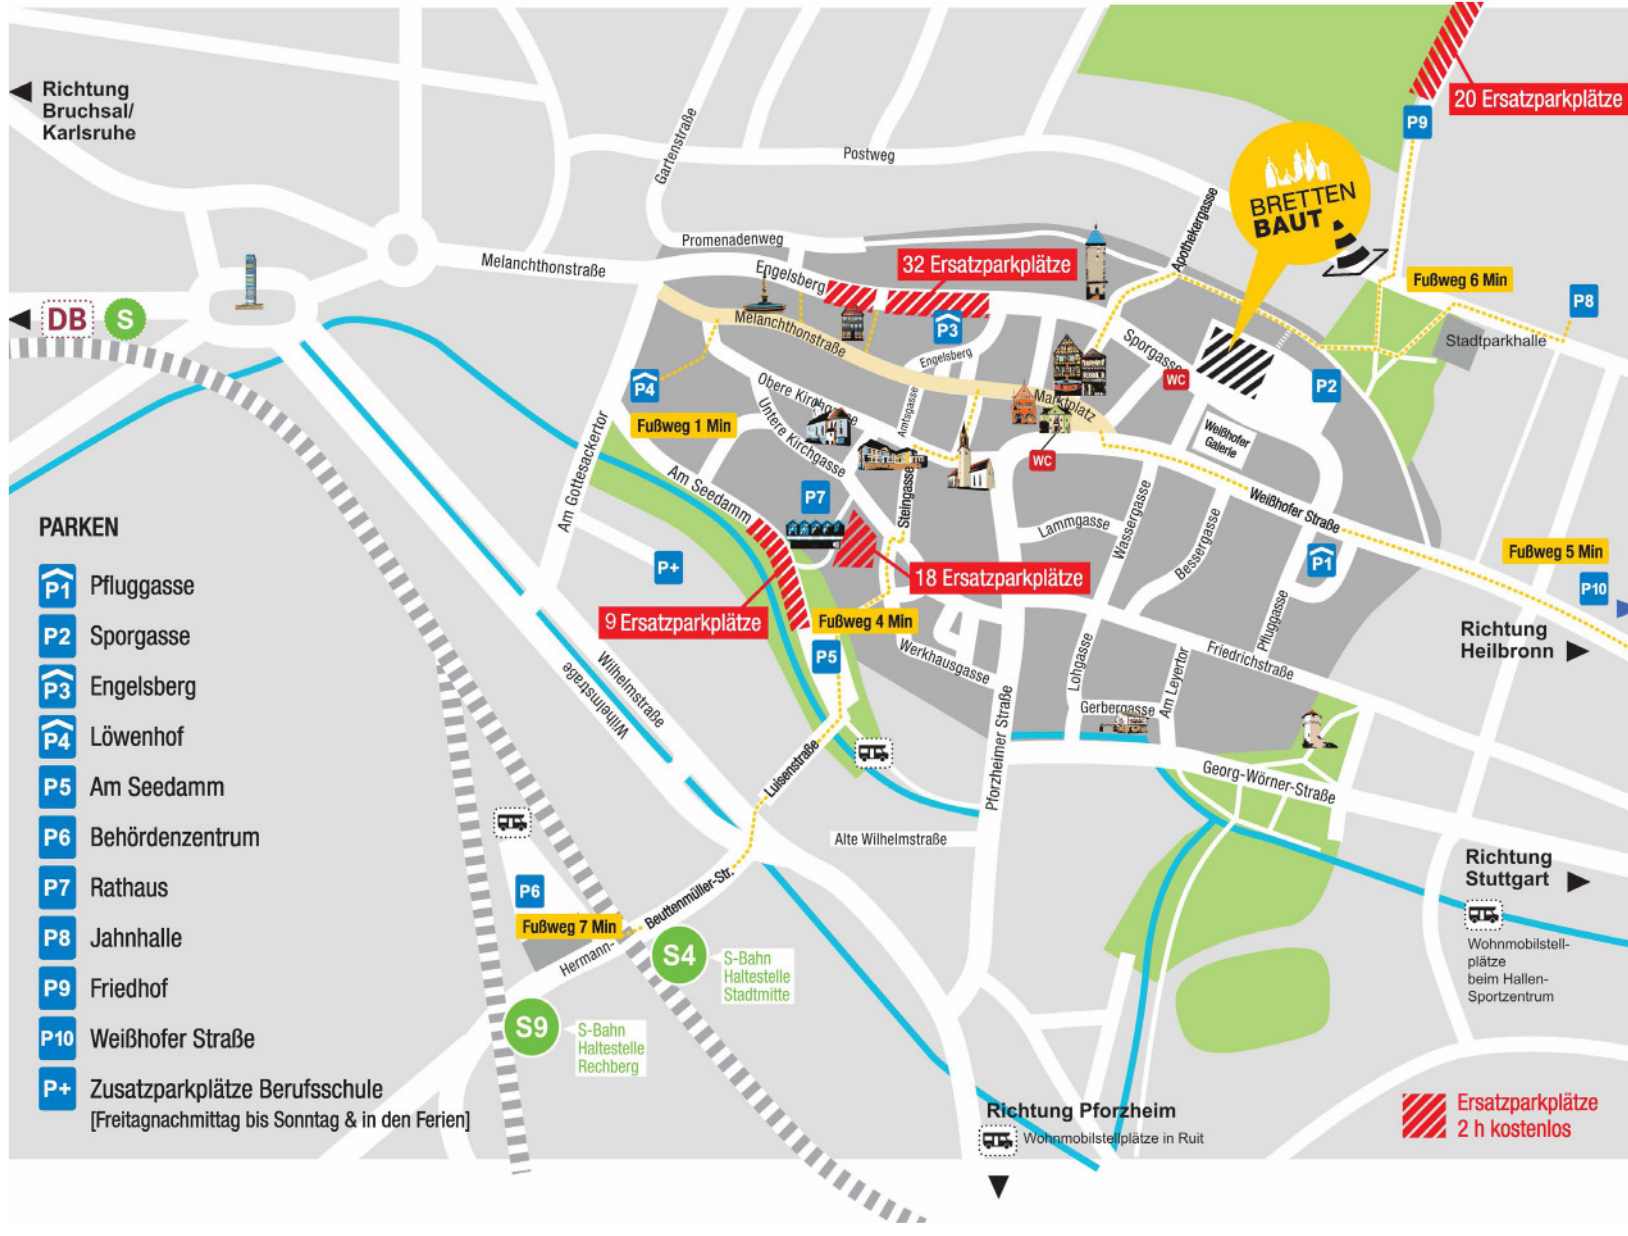 Richtung
Bruchsal/
Karlsruhe
20 Ersatzparkplätze
P9
Gartenstraße
Postweg
BRETTEN
BAUT
Apothekergasse
Promenadenweg
Melanchthonstraße
Engelsberg
32 Ersatzparkplätze
Fußweg 6 Min
P8
DB
S
Melanchthonstraße
P3
Engelsberg
Sporgasse
WC
P2
Stadtparkhalle
P4
Fußweg 1 Min
Obere Kirchgasse
Untere Kirchgasse
Amtsgasse
Marktplatz
WC
Weißhofer
Galerie
Am Gottesackertor
Am Seedamm
P7
Steingasse
Lammgasse
Wassergasse
Bessergasse
Weißhofer Straße
P1
Fußweg 5 Min
P10
P+
18 Ersatzparkplätze
9 Ersatzparkplätze
Fußweg 4 Min
P5
Werkhausgasse
Pfluggasse
Friedrichstraße
Richtung
Heilbronn
Lohgasse
Am Leyertor
Gerbergasse
Wilhelmstraße
Wilhelmstraße
Pforzheimer Straße
Luisenstraße
Georg-Wörner-Straße
Alte Wilhelmstraße
P6
Fußweg 7 Min
Hermann-
Beuttenmüller-Str.
S4
S-Bahn
Haltestelle
Stadtmitte
S9
S-Bahn
Haltestelle
Rechberg
Richtung
Stuttgart
Wohnmobilstell-
plätze
beim Hallen-
Sportzentrum
Richtung Pforzheim
Wohnmobilstellplätze in Ruit
Ersatzparkplätze
2 h kostenlos
PARKEN
P1 Pfluggasse
P2 Sporgasse
P3 Engelsberg
P4 Löwenhof
P5 Am Seedamm
P6 Behördenzentrum
P7 Rathaus
P8 Jahnhalle
P9 Friedhof
P10 Weißhofer Straße
P+ Zusatzparkplätze Berufsschule
[Freitagnachmittag bis Sonntag & in den Ferien]